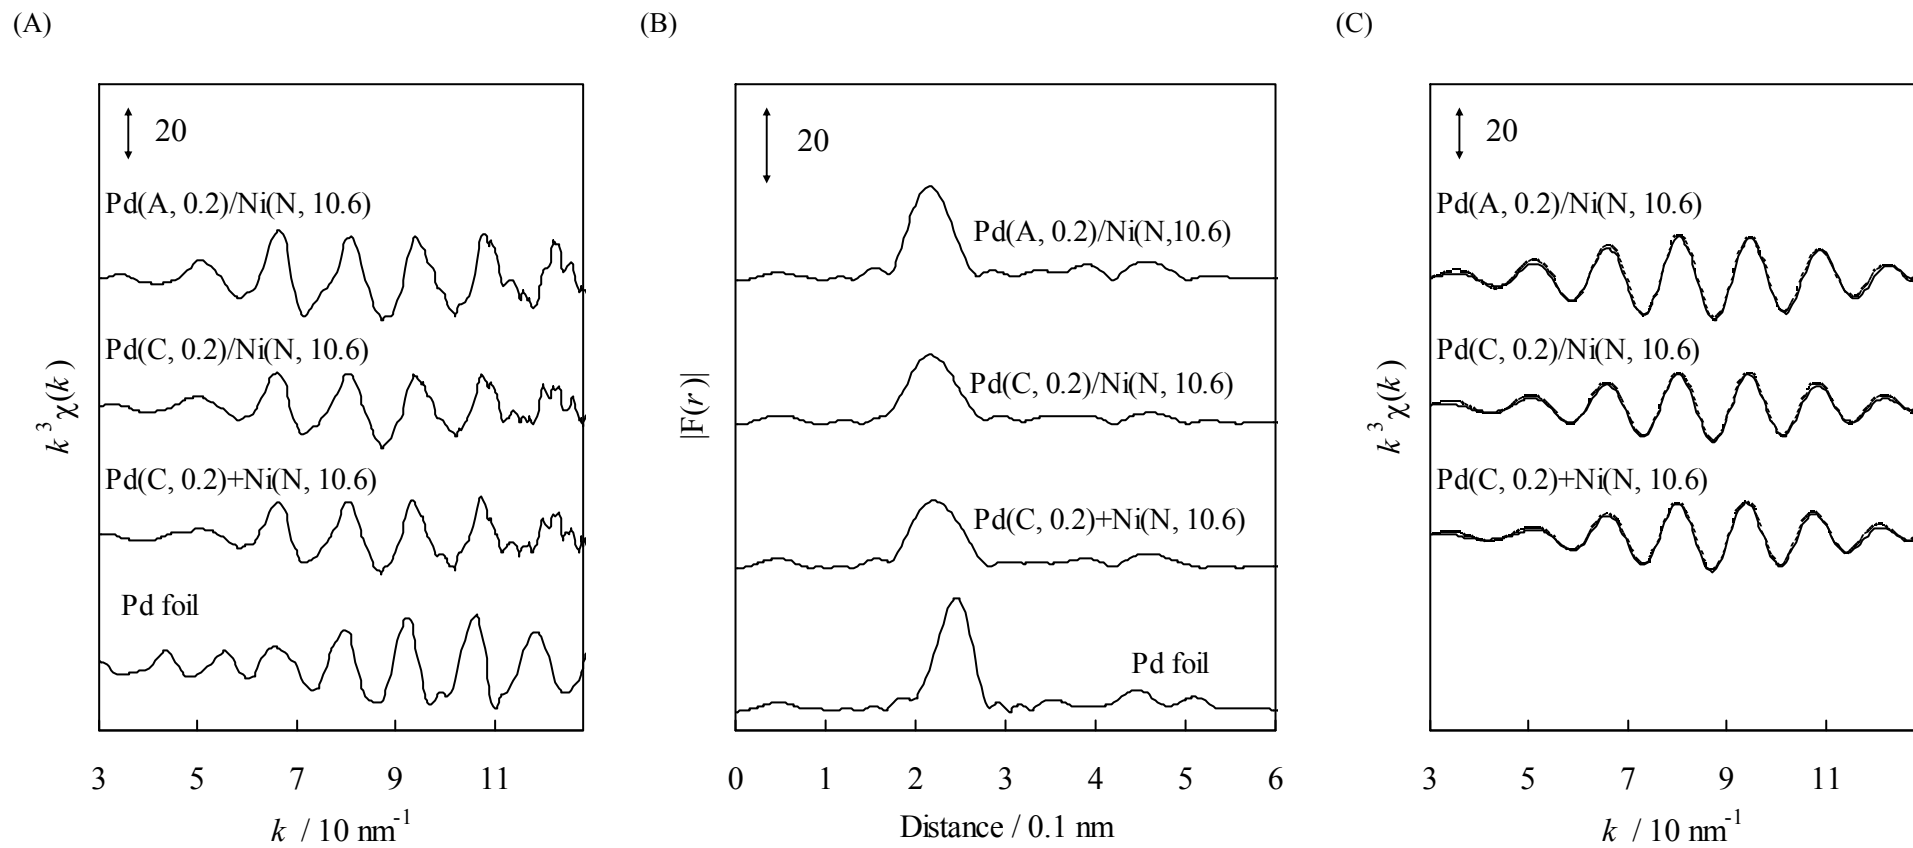 (A)
20
Pd(A, 0.2)/Ni(N, 10.6)
Pd(C, 0.2)/Ni(N, 10.6)
Pd(C, 0.2)+Ni(N, 10.6)
Pd foil
k³χ(k)
3 5 7 9 11
k / 10 nm⁻¹
(B)
20
Pd(A, 0.2)/Ni(N,10.6)
Pd(C, 0.2)/Ni(N, 10.6)
Pd(C, 0.2)+Ni(N, 10.6)
Pd foil
|F(r)|
0 1 2 3 4 5 6
Distance / 0.1 nm
(C)
20
Pd(A, 0.2)/Ni(N, 10.6)
Pd(C, 0.2)/Ni(N, 10.6)
Pd(C, 0.2)+Ni(N, 10.6)
k³χ(k)
3 5 7 9 11
k / 10 nm⁻¹